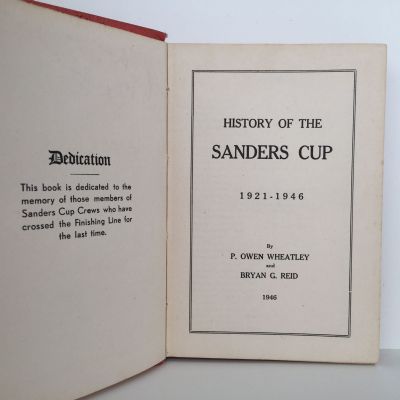 Dedication
This book is dedicated to the
memory of those members of
Sanders Cup Crews who have
crossed the Finishing Line for
the last time.
HISTORY OF THE
SANDERS CUP
1921-1946
By
P. OWEN WHEATLEY
and
BRYAN G. REID
1946